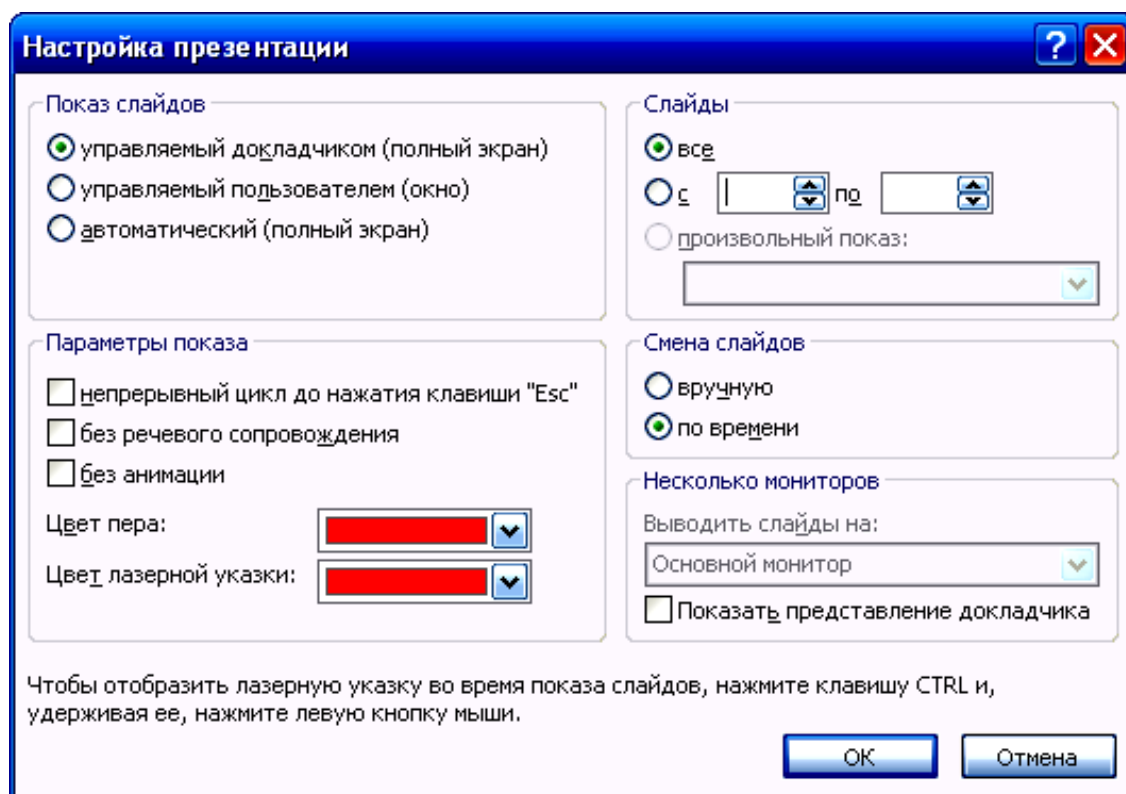 Настройка презентации
Показ слайдов
управляемый докладчиком (полный экран)
управляемый пользователем (окно)
автоматический (полный экран)
Слайды
все
с по
произвольный показ:
Параметры показа
непрерывный цикл до нажатия клавиши "Esc"
без речевого сопровождения
без анимации
Цвет пера:
Цвет лазерной указки:
Смена слайдов
вручную
по времени
Несколько мониторов
Выводить слайды на:
Основной монитор
Показать представление докладчика
Чтобы отобразить лазерную указку во время показа слайдов, нажмите клавишу CTRL и,
удерживая ее, нажмите левую кнопку мыши.
ОК Отмена